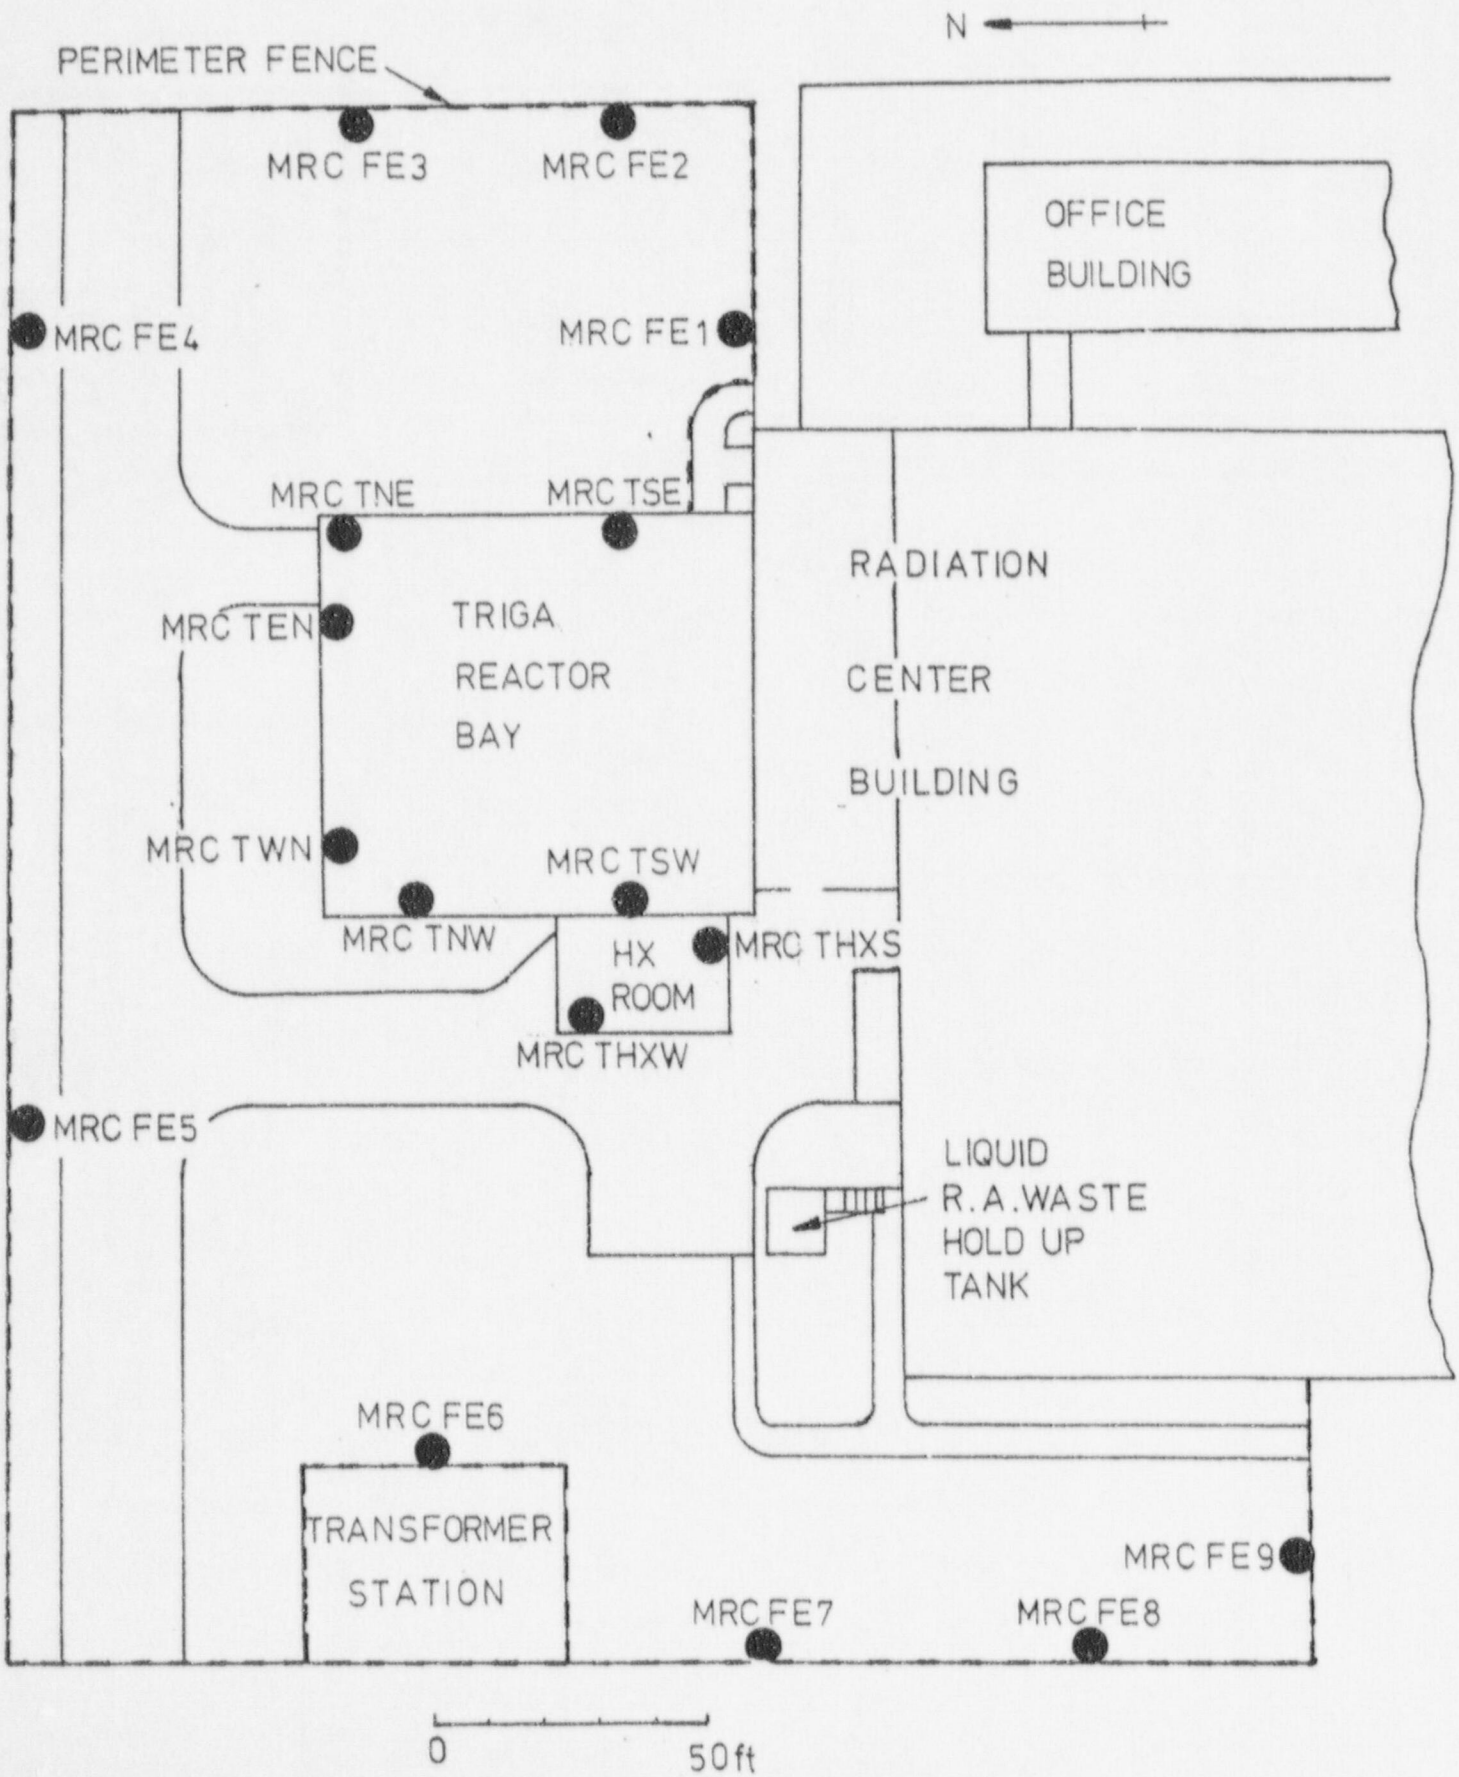 N
PERIMETER FENCE
MRC FE3
MRC FE2
OFFICE
BUILDING
MRC FE4
MRC FE1
MRC TNE
MRC TSE
RADIATION
CENTER
BUILDING
MRC TEN
TRIGA
REACTOR
BAY
MRC TWN
MRC TSW
MRC TNW
HX
ROOM
MRC THXS
MRC THXW
MRC FE5
LIQUID
R.A.WASTE
HOLD UP
TANK
MRC FE6
TRANSFORMER
STATION
MRC FE9
MRC FE7
MRC FE8
0
50ft